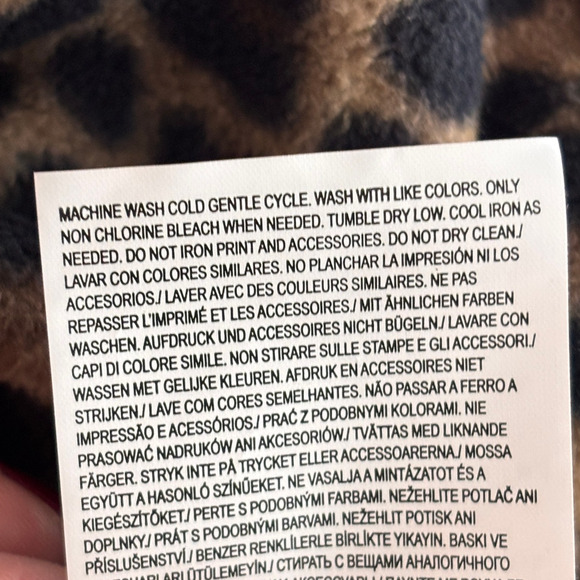 MACHINE WASH COLD GENTLE CYCLE. WASH WITH LIKE COLORS. ONLY
NON CHLORINE BLEACH WHEN NEEDED. TUMBLE DRY LOW. COOL IRON AS
NEEDED. DO NOT IRON PRINT AND ACCESSORIES. DO NOT DRY CLEAN./
LAVAR CON COLORES SIMILARES. NO PLANCHAR LA IMPRESIÓN NI LOS
ACCESORIOS./ LAVER AVEC DES COULEURS SIMILAIRES. NE PAS
REPASSER L'IMPRIMÉ ET LES ACCESSOIRES./ MIT ÄHNLICHEN FARBEN
WASCHEN. AUFDRUCK UND ACCESSOIRES NICHT BÜGELN./ LAVARE CON
CAPI DI COLORE SIMILE. NON STIRARE SULLE STAMPE E GLI ACCESSORI./
WASSEN MET GELIJKE KLEUREN. AFDRUK EN ACCESSOIRES NIET
STRIJKEN./ LAVE COM CORES SEMELHANTES. NÃO PASSAR A FERRO A
IMPRESSÃO E ACESSÓRIOS./ PRAĆ Z PODOBNYMI KOLORAMI. NIE
PRASOWAĆ NADRUKÓW ANI AKCESORIÓW./ TVÄTTAS MED LIKNANDE
FÄRGER. STRYK INTE PÅ TRYCKET ELLER ACCESSOARERNA./ MOSSA
EGYÜTT A HASONLÓ SZÍNŰEKET. NE VASALJA A MINTÁZATOT ÉS A
KIEGÉSZÍTŐKET./ PERTE S PODOBNÝMI FARBAMI. NEŽEHLITE POTLAČ ANI
DOPLNKY./ PRÁT S PODOBNÝMI BARVAMI. NEŽEHLIT POTISK ANI
PŘÍSLUŠENSTVÍ./ BENZER RENKLILERLE BİRLİKTE YIKAYIN. BASKI VE
ÜTÜLEMEYİN./ СТИРАТЬ С ВЕЩАМИ АНАЛОГИЧНОГО